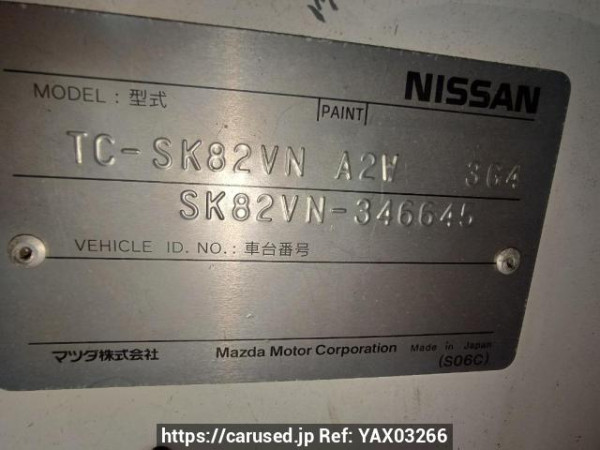 NISSAN
MODEL : 型式
PAINT
TC-SK82VN A2W 3G4
SK82VN-346645
VEHICLE ID. NO. : 車台番号
マツダ株式会社 Mazda Motor Corporation Made in Japan
(S06C)
https://carused.jp Ref: YAX03266